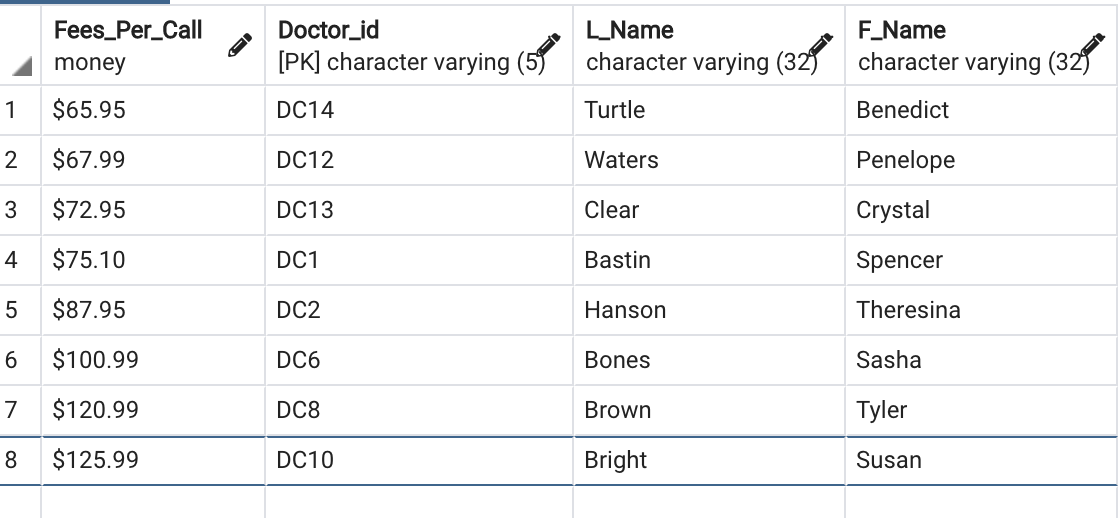 Fees_Per_Call Doctor_id L_Name F_Name
money [PK] character varying (5) character varying (32) character varying (32)
1 $65.95 DC14 Turtle Benedict
2 $67.99 DC12 Waters Penelope
3 $72.95 DC13 Clear Crystal
4 $75.10 DC1 Bastin Spencer
5 $87.95 DC2 Hanson Theresina
6 $100.99 DC6 Bones Sasha
7 $120.99 DC8 Brown Tyler
8 $125.99 DC10 Bright Susan